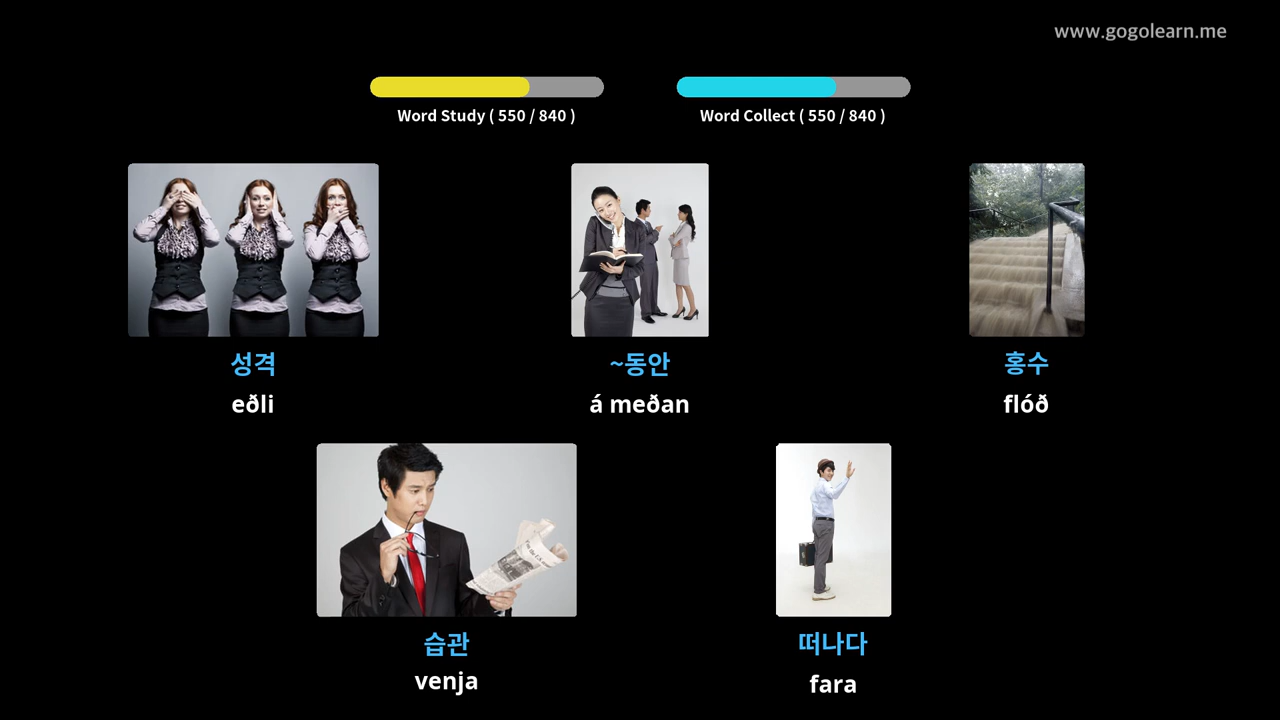 www.gogolearn.me
Word Study ( 550 / 840 )
Word Collect ( 550 / 840 )
성격
eðli
~동안
á meðan
홍수
flóð
습관
venja
떠나다
fara